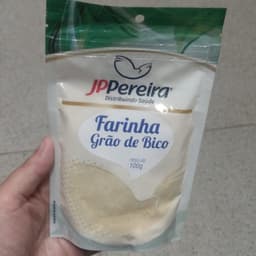 JPPereira
Distribuindo Saúde
Farinha
Grão de Bico
100g